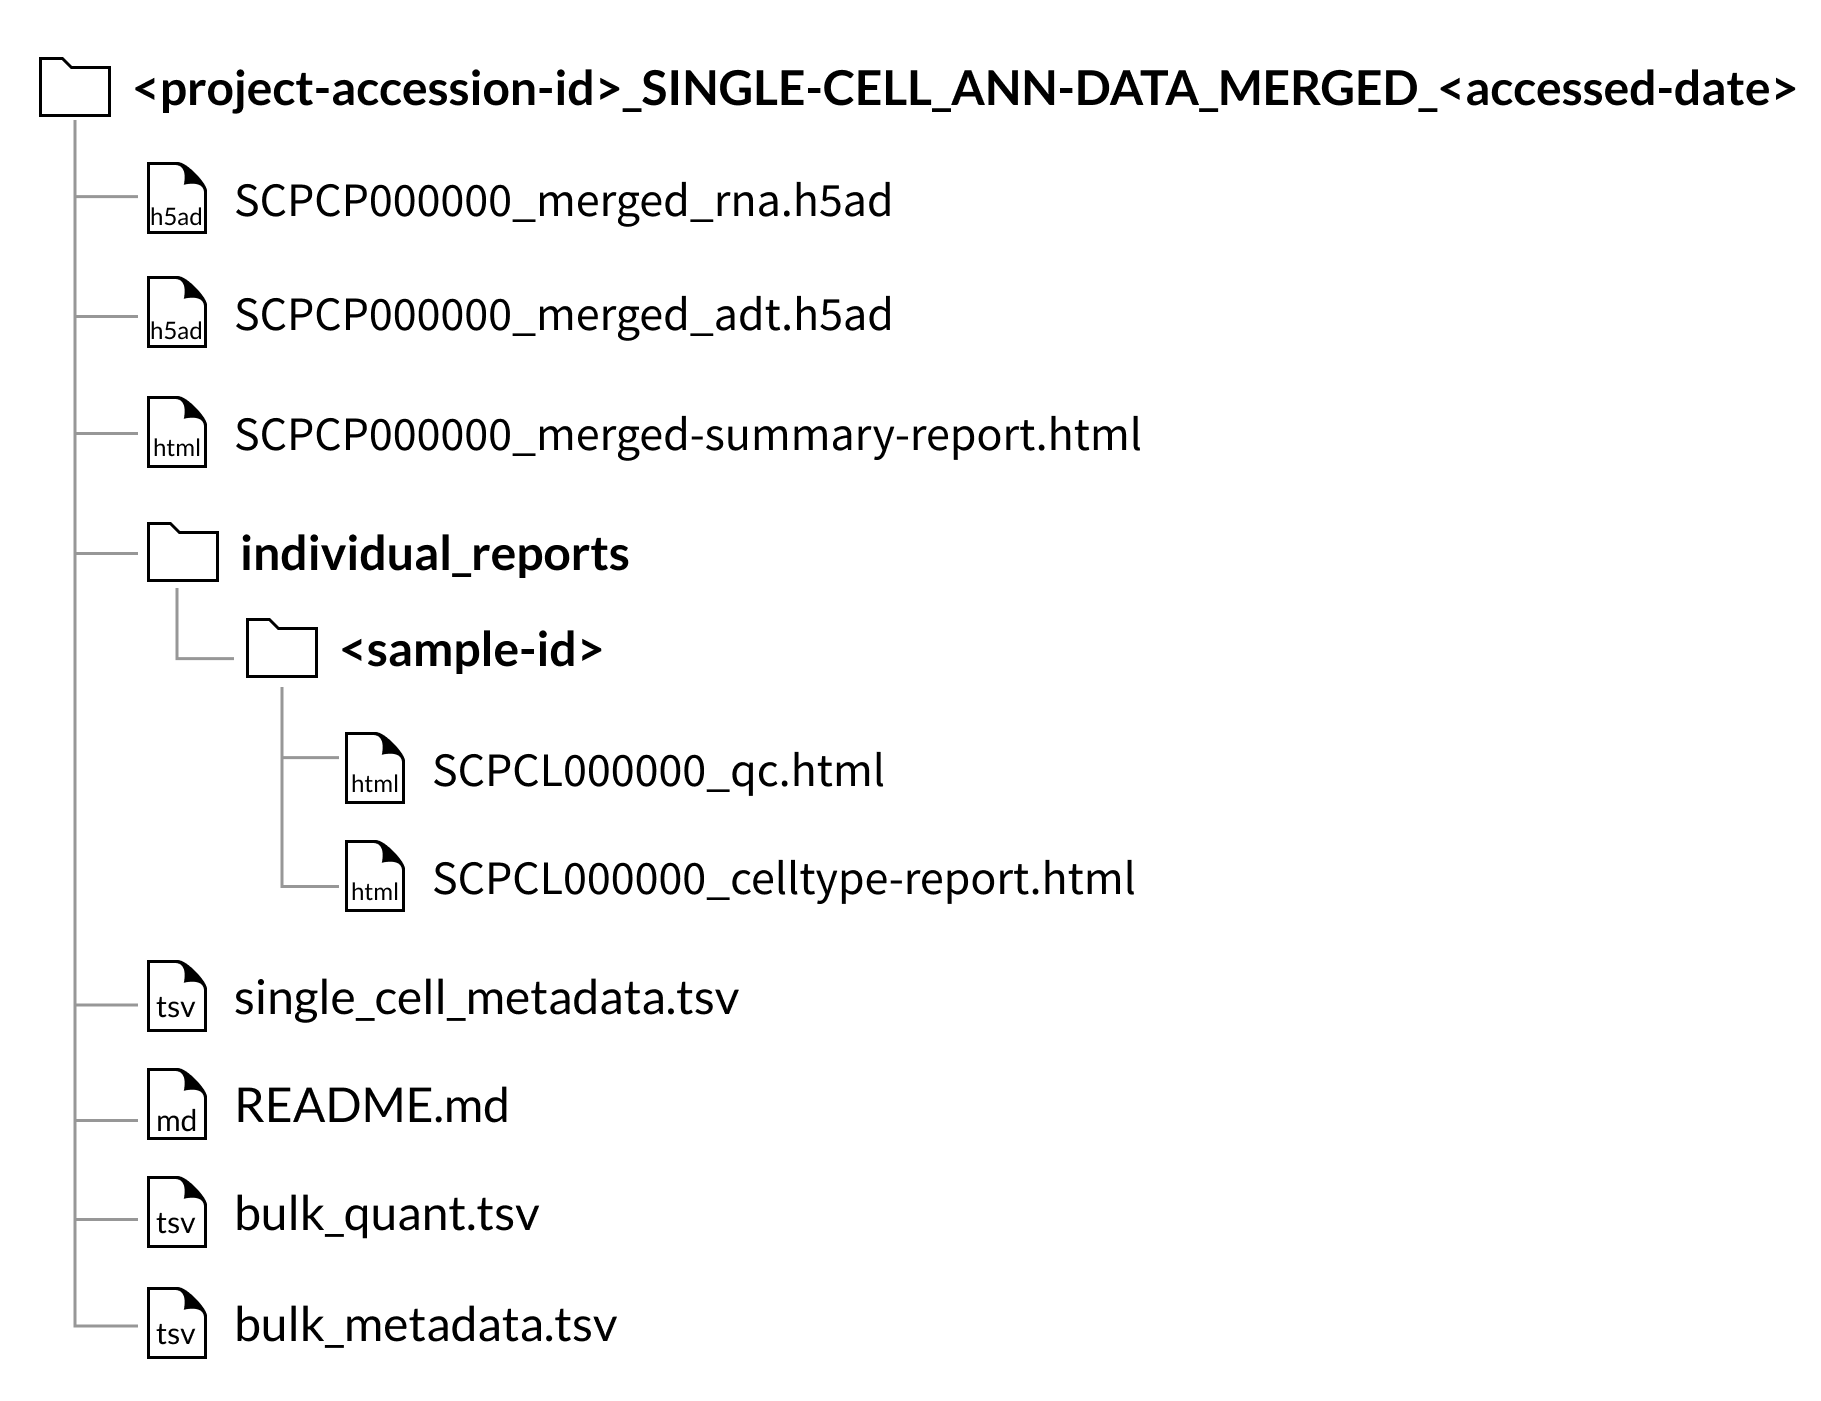 <project-accession-id>_SINGLE-CELL_ANN-DATA_MERGED_<accessed-date>
h5ad SCPCP000000_merged_rna.h5ad
h5ad SCPCP000000_merged_adt.h5ad
html SCPCP000000_merged-summary-report.html
individual_reports
<sample-id>
html SCPCL000000_qc.html
html SCPCL000000_celltype-report.html
tsv single_cell_metadata.tsv
md README.md
tsv bulk_quant.tsv
tsv bulk_metadata.tsv